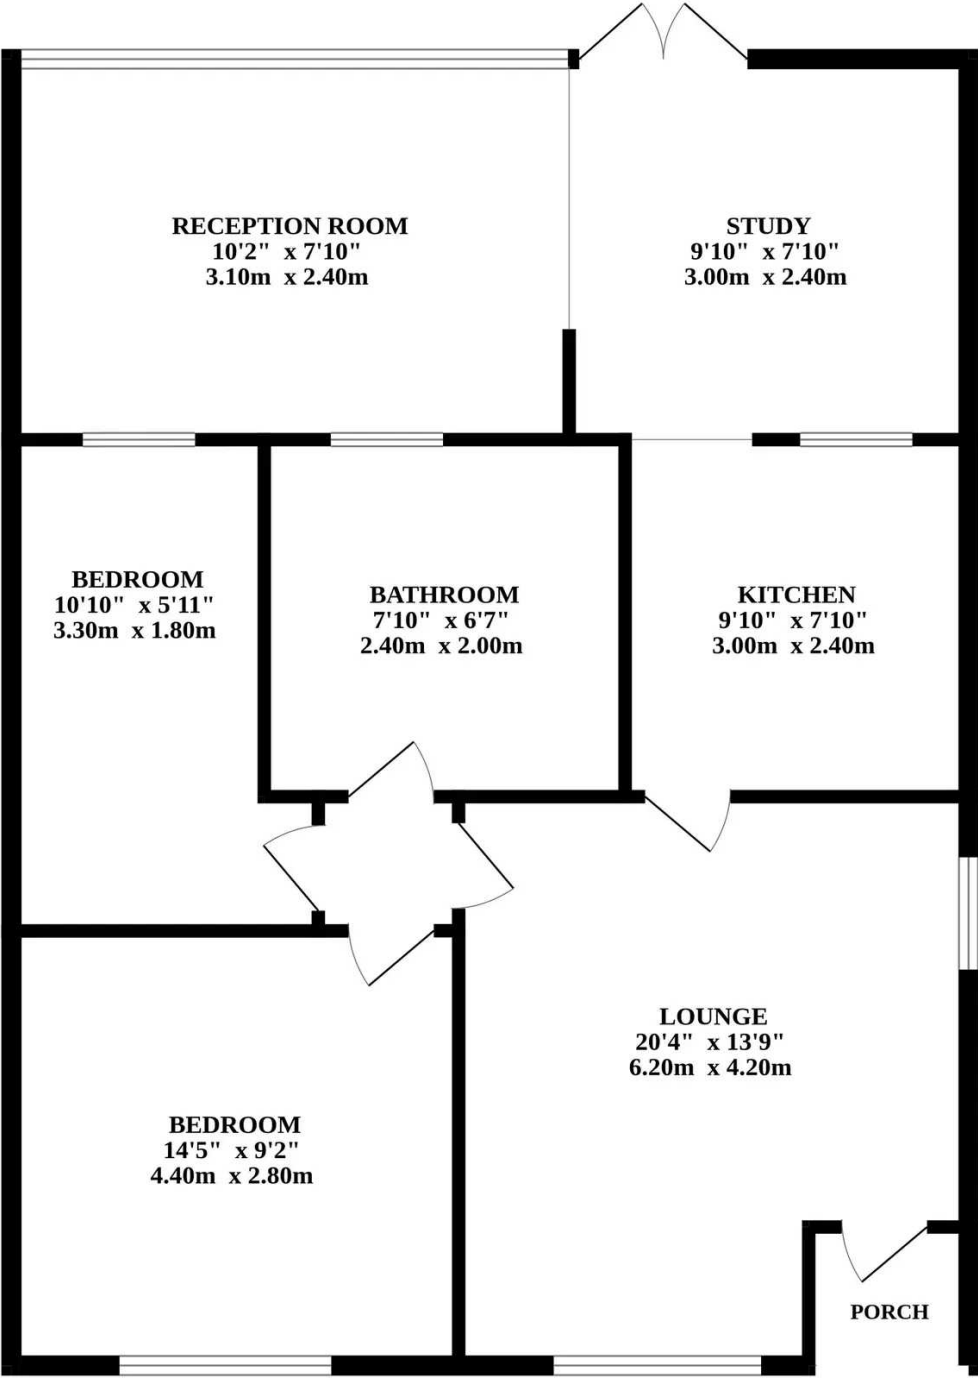 RECEPTION ROOM
10'2" x 7'10"
3.10m x 2.40m
STUDY
9'10" x 7'10"
3.00m x 2.40m
BEDROOM
10'10" x 5'11"
3.30m x 1.80m
BATHROOM
7'10" x 6'7"
2.40m x 2.00m
KITCHEN
9'10" x 7'10"
3.00m x 2.40m
LOUNGE
20'4" x 13'9"
6.20m x 4.20m
BEDROOM
14'5" x 9'2"
4.40m x 2.80m
PORCH